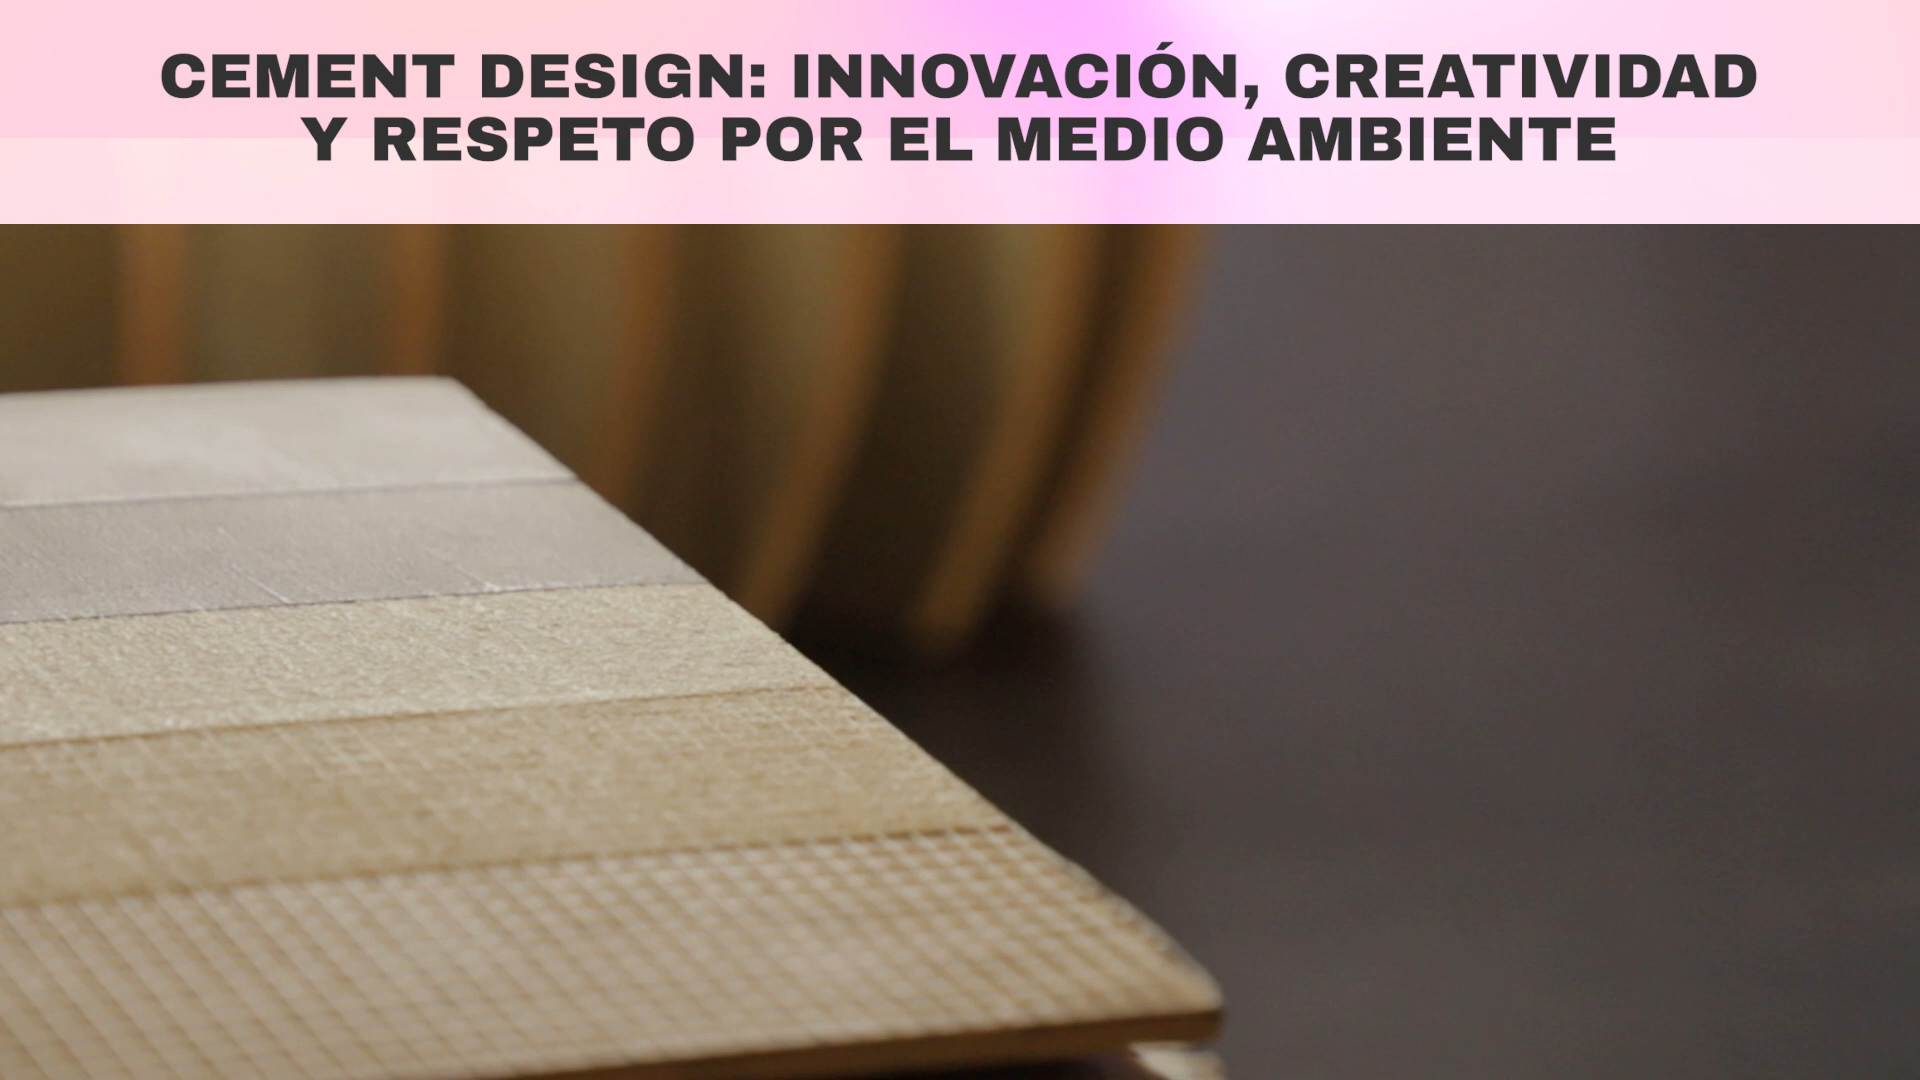 CEMENT DESIGN: INNOVACIÓN, CREATIVIDAD
Y RESPETO POR EL MEDIO AMBIENTE